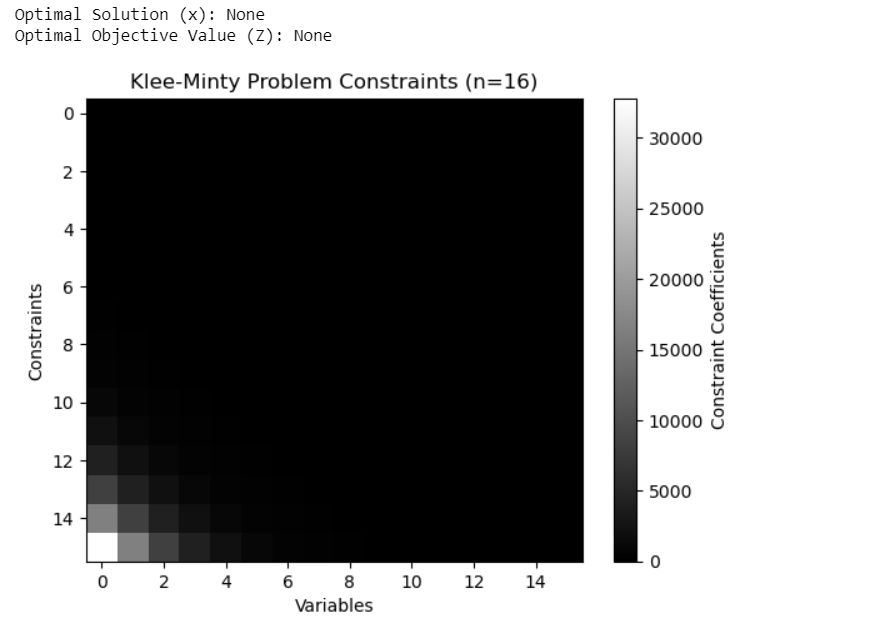 Optimal Solution (x): None
Optimal Objective Value (Z): None
Klee-Minty Problem Constraints (n=16)
0
2
4
6
8
10
12
14
Constraints
0 2 4 6 8 10 12 14
Variables
30000
25000
20000
15000
10000
5000
0
Constraint Coefficients